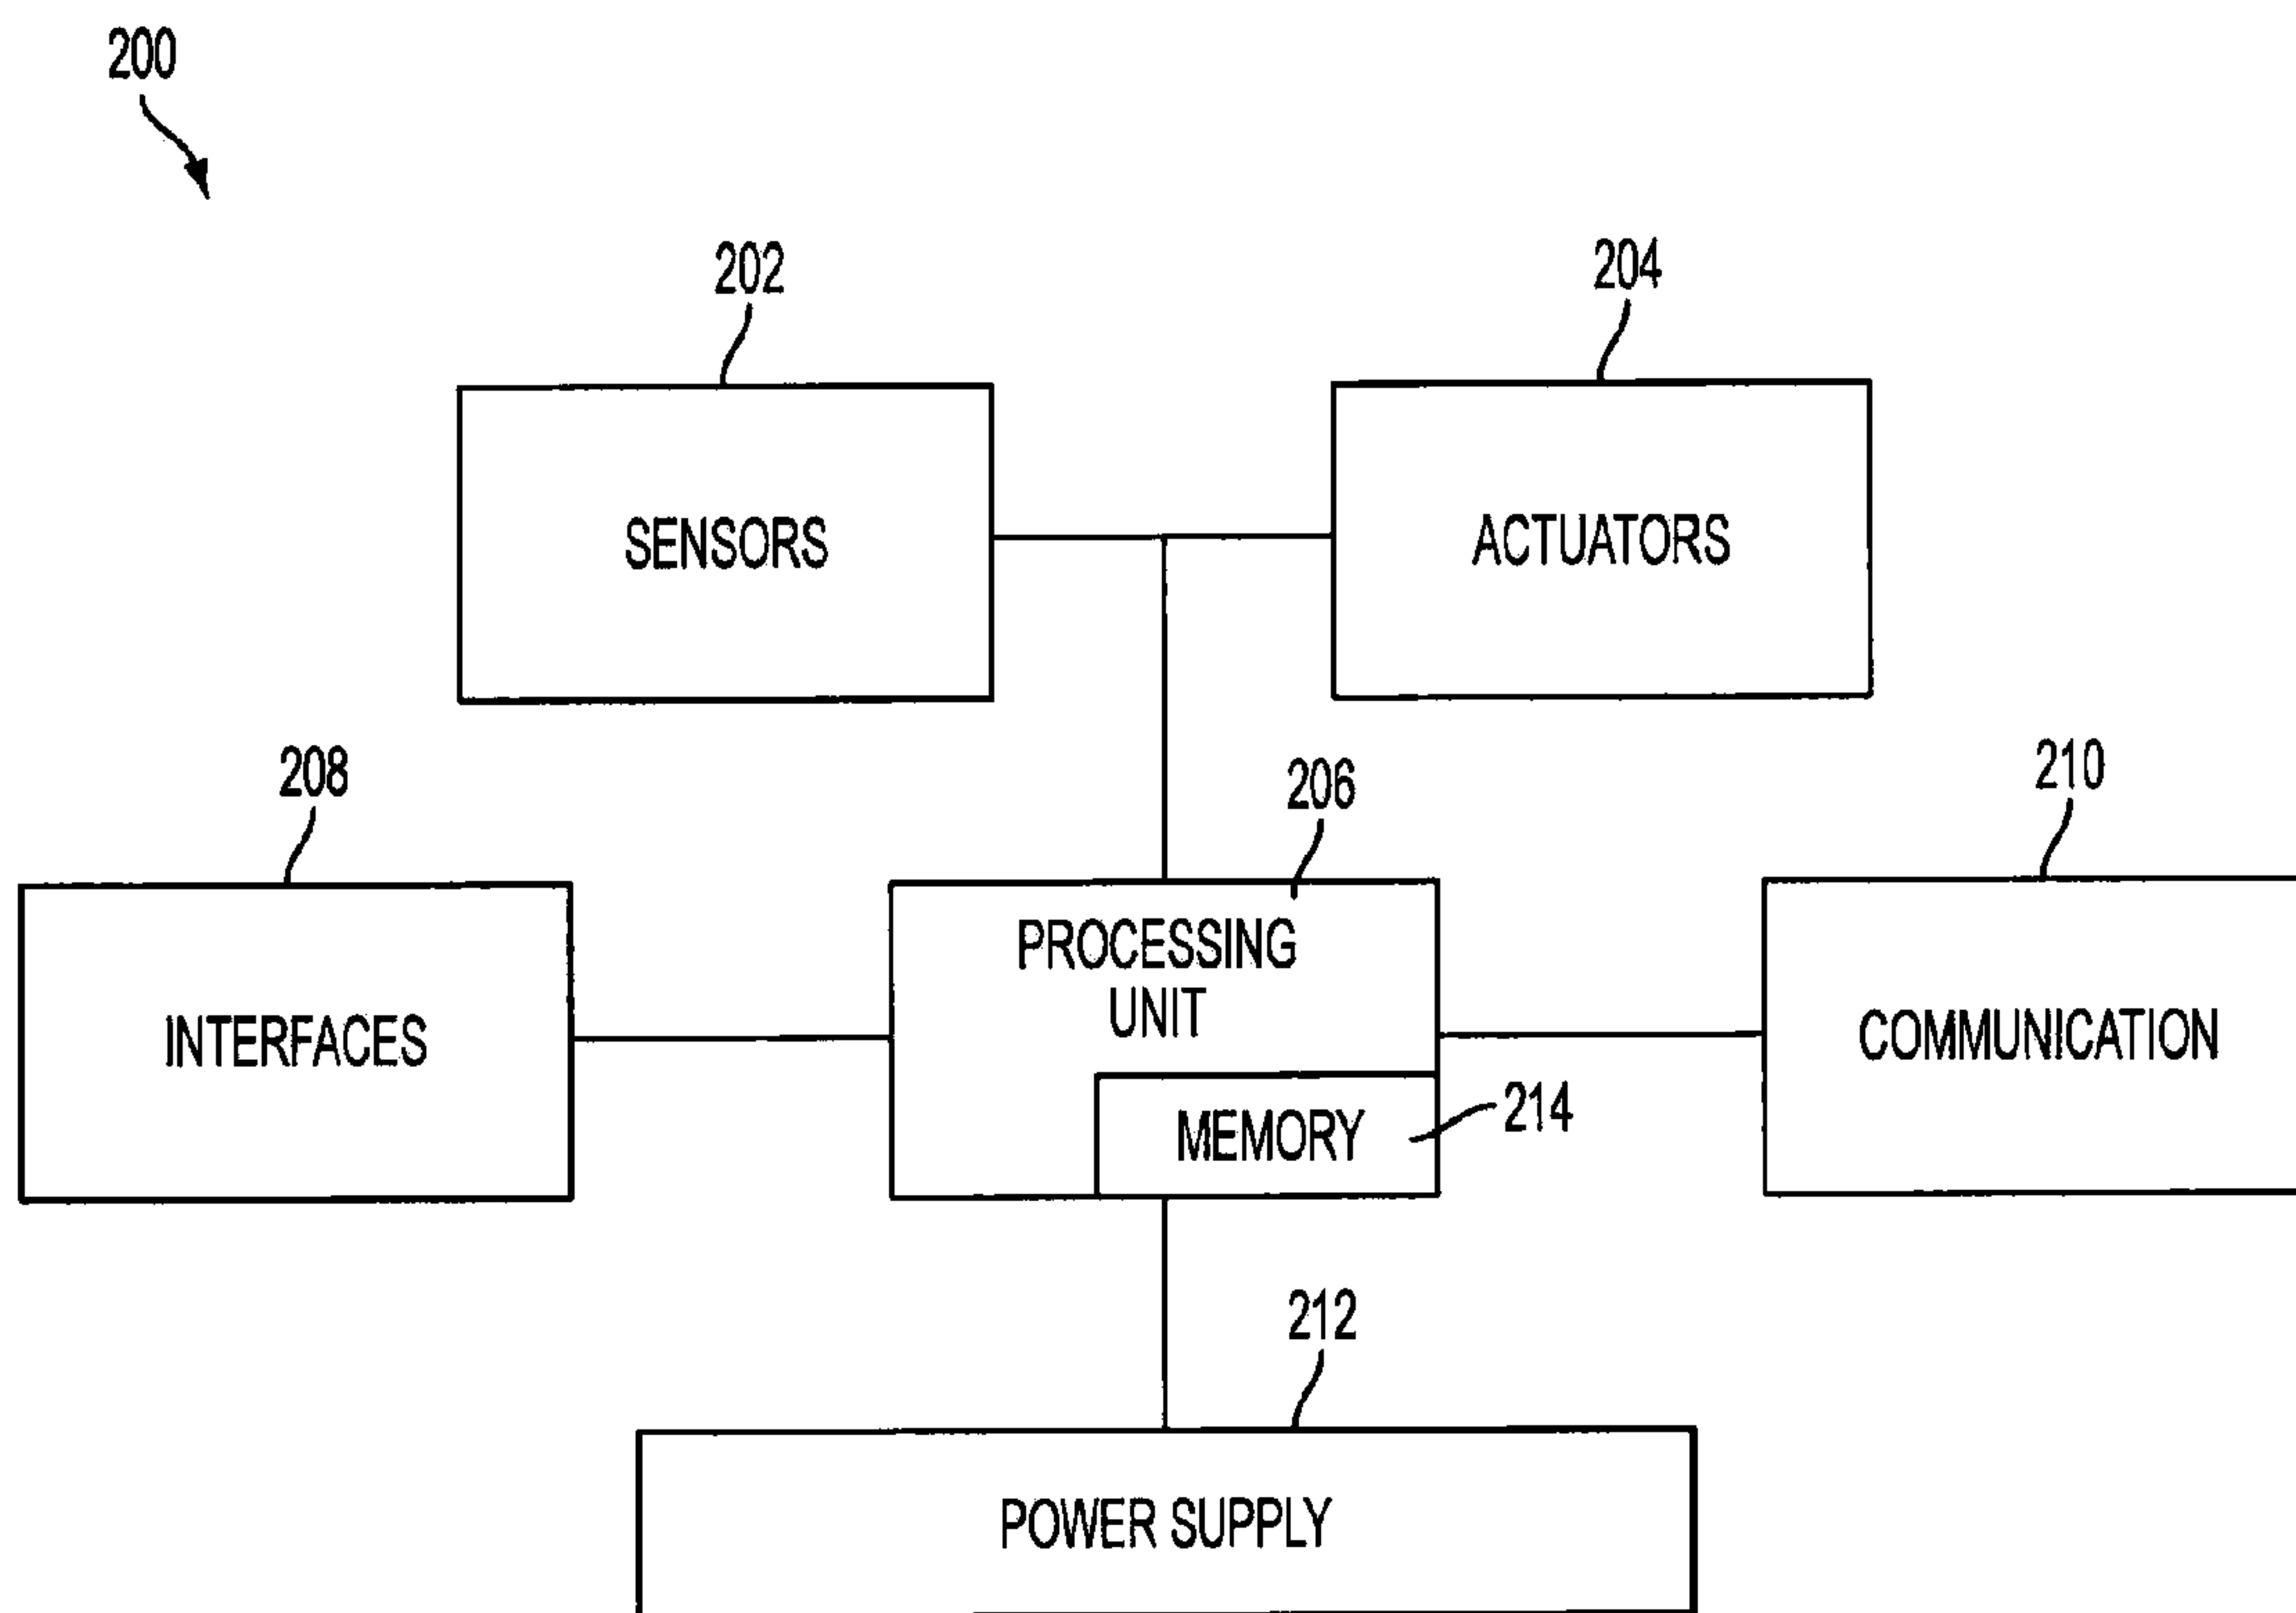 200
202
204
SENSORS
ACTUATORS
208
206
210
PROCESSING
UNIT
INTERFACES
COMMUNICATION
MEMORY
214
212
POWER SUPPLY